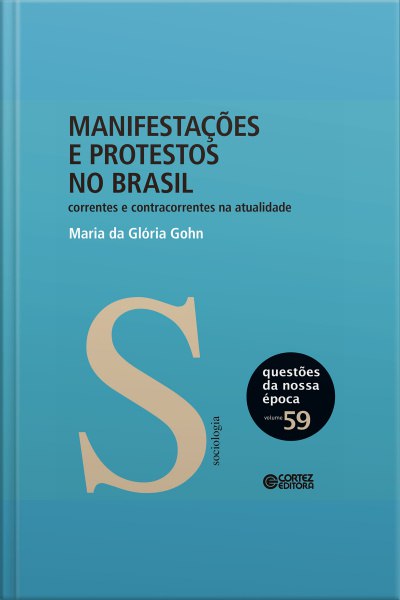 MANIFESTAÇÕES
E PROTESTOS
NO BRASIL
correntes e contracorrentes na atualidade
Maria da Glória Gohn
S
sociologia
questões
da nossa
época
volume 59
CORTEZ
EDITORA